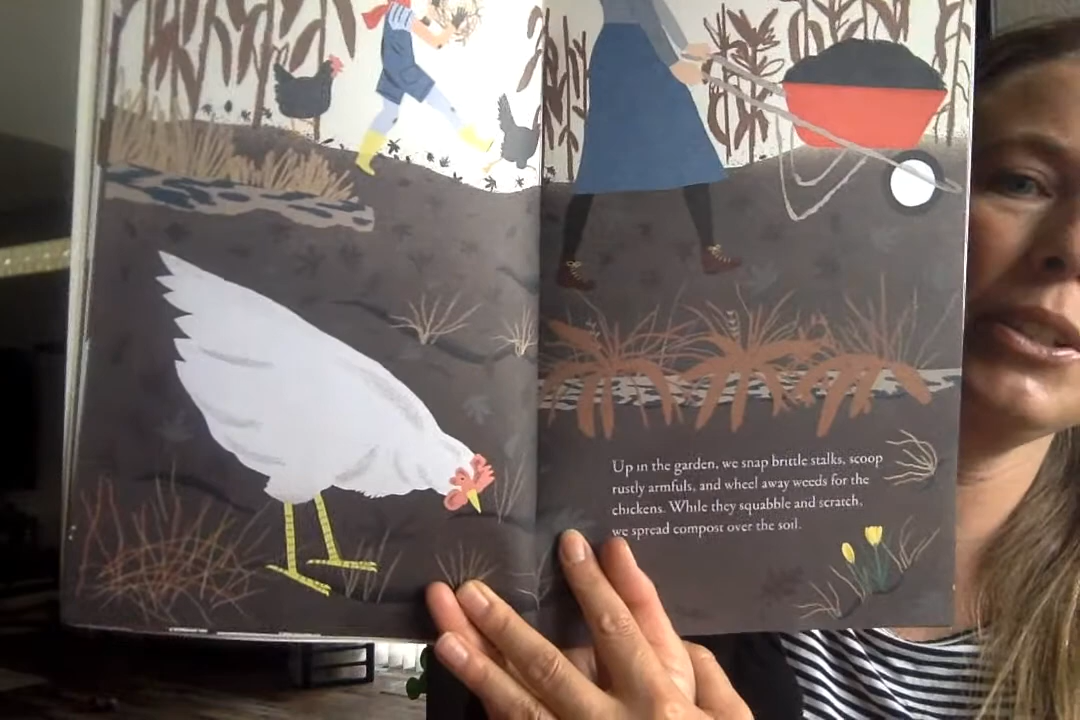 Up in the garden, we snap brittle stalks, scoop
rustly armfuls, and wheel away weeds for the
chickens. While they squabble and scratch,
we spread compost over the soil.